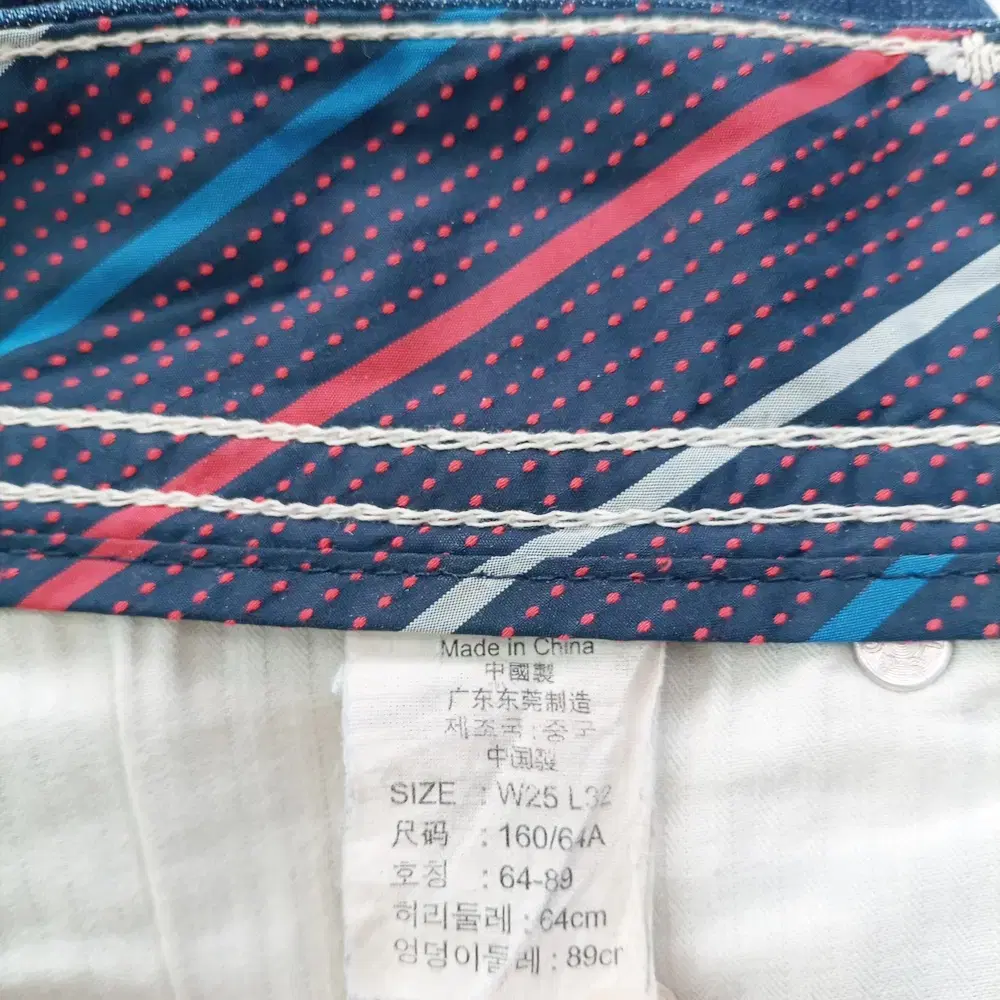 Made in China
中國製
广东东莞制造
제조국 : 중국
中国製
SIZE : W25 L32
尺码 : 160/64A
호칭 : 64-89
허리둘레 : 64cm
엉덩이둘레 : 89cm